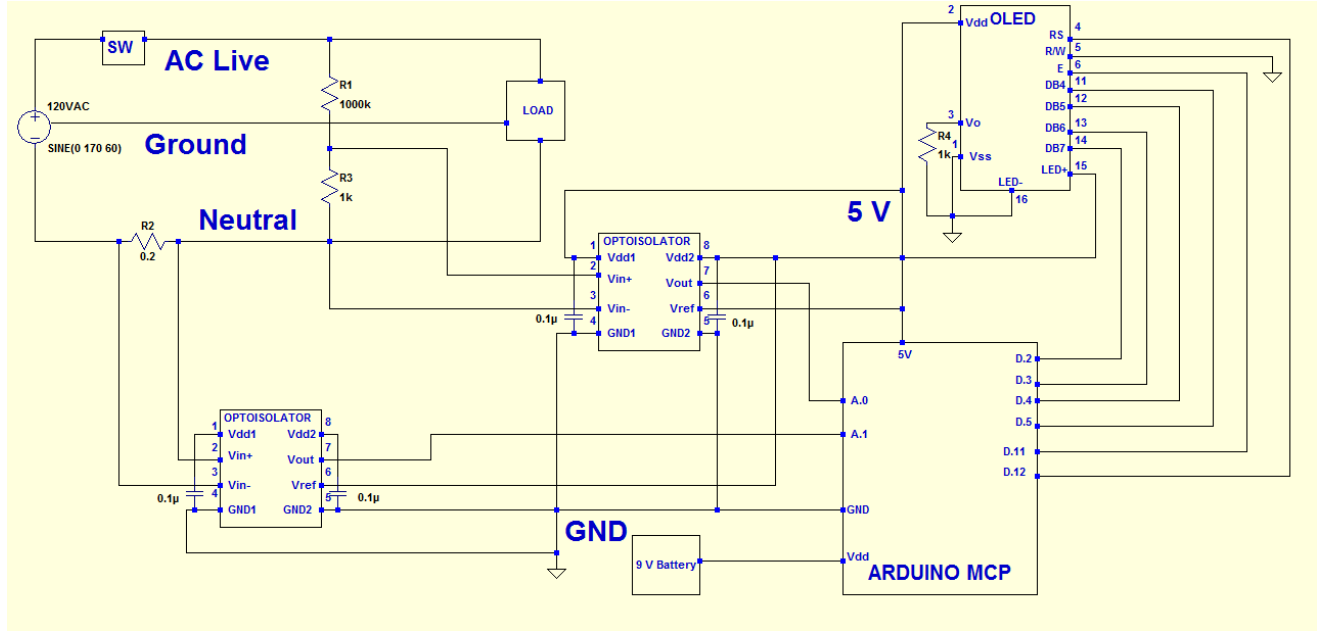 2
OLED
Vdd
4
RS
5
R/W
6
E
11
DB4
12
DB5
13
DB6
14
DB7
15
LED+
3
Vo
R4
1k
1
Vss
LED-
16
SW
AC Live
R1
1000k
LOAD
120VAC
SINE(0 170 60)
Ground
R3
1k
5 V
Neutral
R2
0.2
OPTOISOLATOR
1
Vdd1
8
Vdd2
2
Vin+
7
Vout
3
Vin-
6
Vref
0.1µ
4
GND1
5
GND2
0.1µ
5V
D.2
D.3
A.0
D.4
D.5
A.1
D.11
D.12
GND
Vdd
ARDUINO MCP
OPTOISOLATOR
1
Vdd1
8
Vdd2
2
Vin+
7
Vout
3
Vin-
6
Vref
0.1µ
4
GND1
5
GND2
0.1µ
GND
9 V Battery